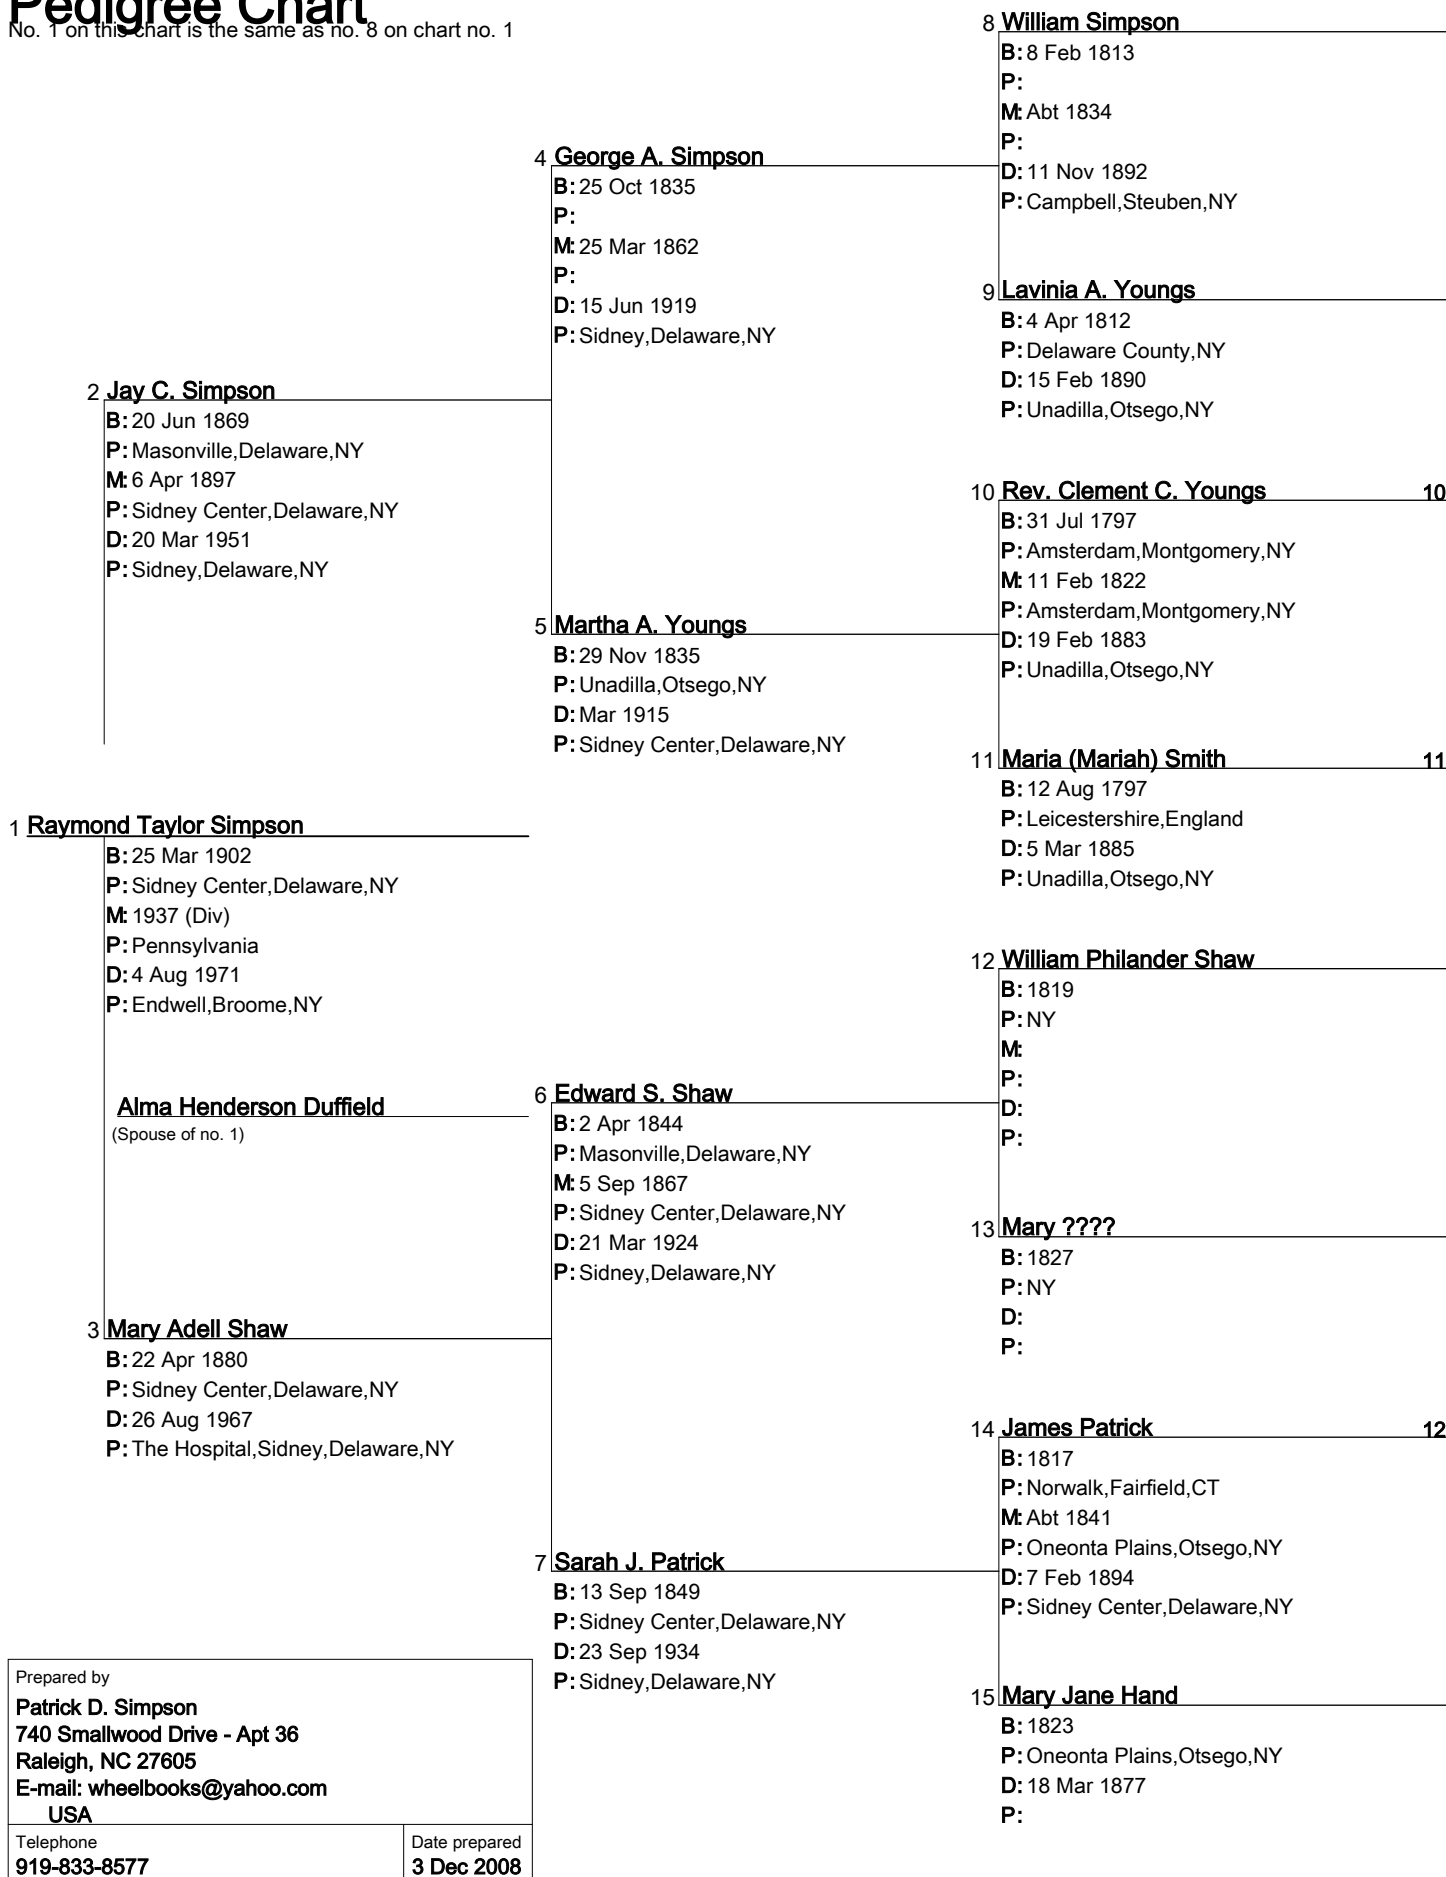 Pedigree Chart
No. 1 on this chart is the same as no. 8 on chart no. 1
8 William Simpson
B: 8 Feb 1813
P:
M: Abt 1834
P:
D: 11 Nov 1892
P: Campbell,Steuben,NY
4 George A. Simpson
B: 25 Oct 1835
P:
M: 25 Mar 1862
P:
D: 15 Jun 1919
P: Sidney,Delaware,NY
9 Lavinia A. Youngs
B: 4 Apr 1812
P: Delaware County,NY
D: 15 Feb 1890
P: Unadilla,Otsego,NY
2 Jay C. Simpson
B: 20 Jun 1869
P: Masonville,Delaware,NY
M: 6 Apr 1897
P: Sidney Center,Delaware,NY
D: 20 Mar 1951
P: Sidney,Delaware,NY
10 Rev. Clement C. Youngs 10
B: 31 Jul 1797
P: Amsterdam,Montgomery,NY
M: 11 Feb 1822
P: Amsterdam,Montgomery,NY
D: 19 Feb 1883
P: Unadilla,Otsego,NY
5 Martha A. Youngs
B: 29 Nov 1835
P: Unadilla,Otsego,NY
D: Mar 1915
P: Sidney Center,Delaware,NY
11 Maria (Mariah) Smith 11
B: 12 Aug 1797
P: Leicestershire,England
D: 5 Mar 1885
P: Unadilla,Otsego,NY
1 Raymond Taylor Simpson
B: 25 Mar 1902
P: Sidney Center,Delaware,NY
M: 1937 (Div)
P: Pennsylvania
D: 4 Aug 1971
P: Endwell,Broome,NY
Alma Henderson Duffield
(Spouse of no. 1)
12 William Philander Shaw
B: 1819
P: NY
M:
P:
D:
P:
6 Edward S. Shaw
B: 2 Apr 1844
P: Masonville,Delaware,NY
M: 5 Sep 1867
P: Sidney Center,Delaware,NY
D: 21 Mar 1924
P: Sidney,Delaware,NY
13 Mary ????
B: 1827
P: NY
D:
P:
3 Mary Adell Shaw
B: 22 Apr 1880
P: Sidney Center,Delaware,NY
D: 26 Aug 1967
P: The Hospital,Sidney,Delaware,NY
14 James Patrick 12
B: 1817
P: Norwalk,Fairfield,CT
M: Abt 1841
P: Oneonta Plains,Otsego,NY
D: 7 Feb 1894
P: Sidney Center,Delaware,NY
7 Sarah J. Patrick
B: 13 Sep 1849
P: Sidney Center,Delaware,NY
D: 23 Sep 1934
P: Sidney,Delaware,NY
15 Mary Jane Hand
B: 1823
P: Oneonta Plains,Otsego,NY
D: 18 Mar 1877
P:
Prepared by
Patrick D. Simpson
740 Smallwood Drive - Apt 36
Raleigh, NC 27605
E-mail: wheelbooks@yahoo.com
USA
Telephone
919-833-8577
Date prepared
3 Dec 2008